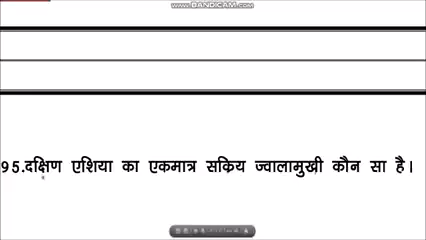 www.BANDICAM.com
95.दक्षिण एशिया का एकमात्र सक्रिय ज्वालामुखी कौन सा है।